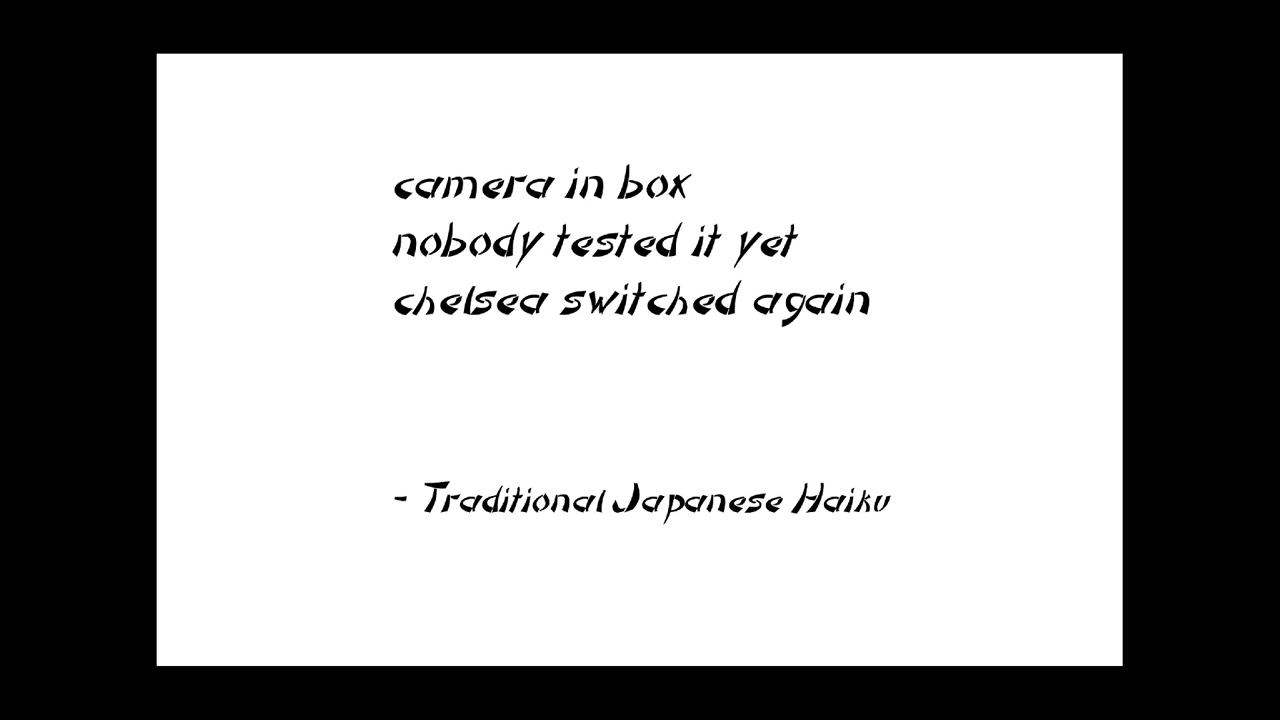 camera in box
nobody tested it yet
chelsea switched again
- Traditional Japanese Haiku